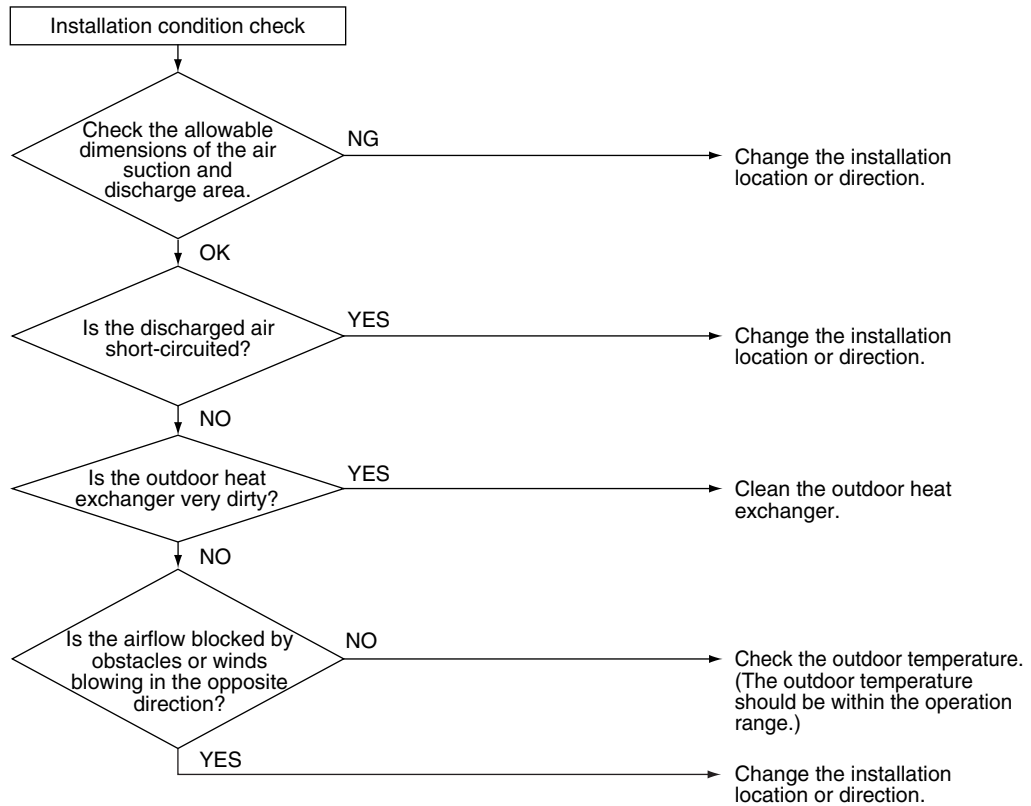 Installation condition check
Check the allowable
dimensions of the air
suction and
discharge area.
NG
Change the installation
location or direction.
OK
Is the discharged air
short-circuited?
YES
Change the installation
location or direction.
NO
Is the outdoor heat
exchanger very dirty?
YES
Clean the outdoor heat
exchanger.
NO
Is the airflow blocked by
obstacles or winds
blowing in the opposite
direction?
NO
Check the outdoor temperature.
(The outdoor temperature
should be within the operation
range.)
YES
Change the installation
location or direction.